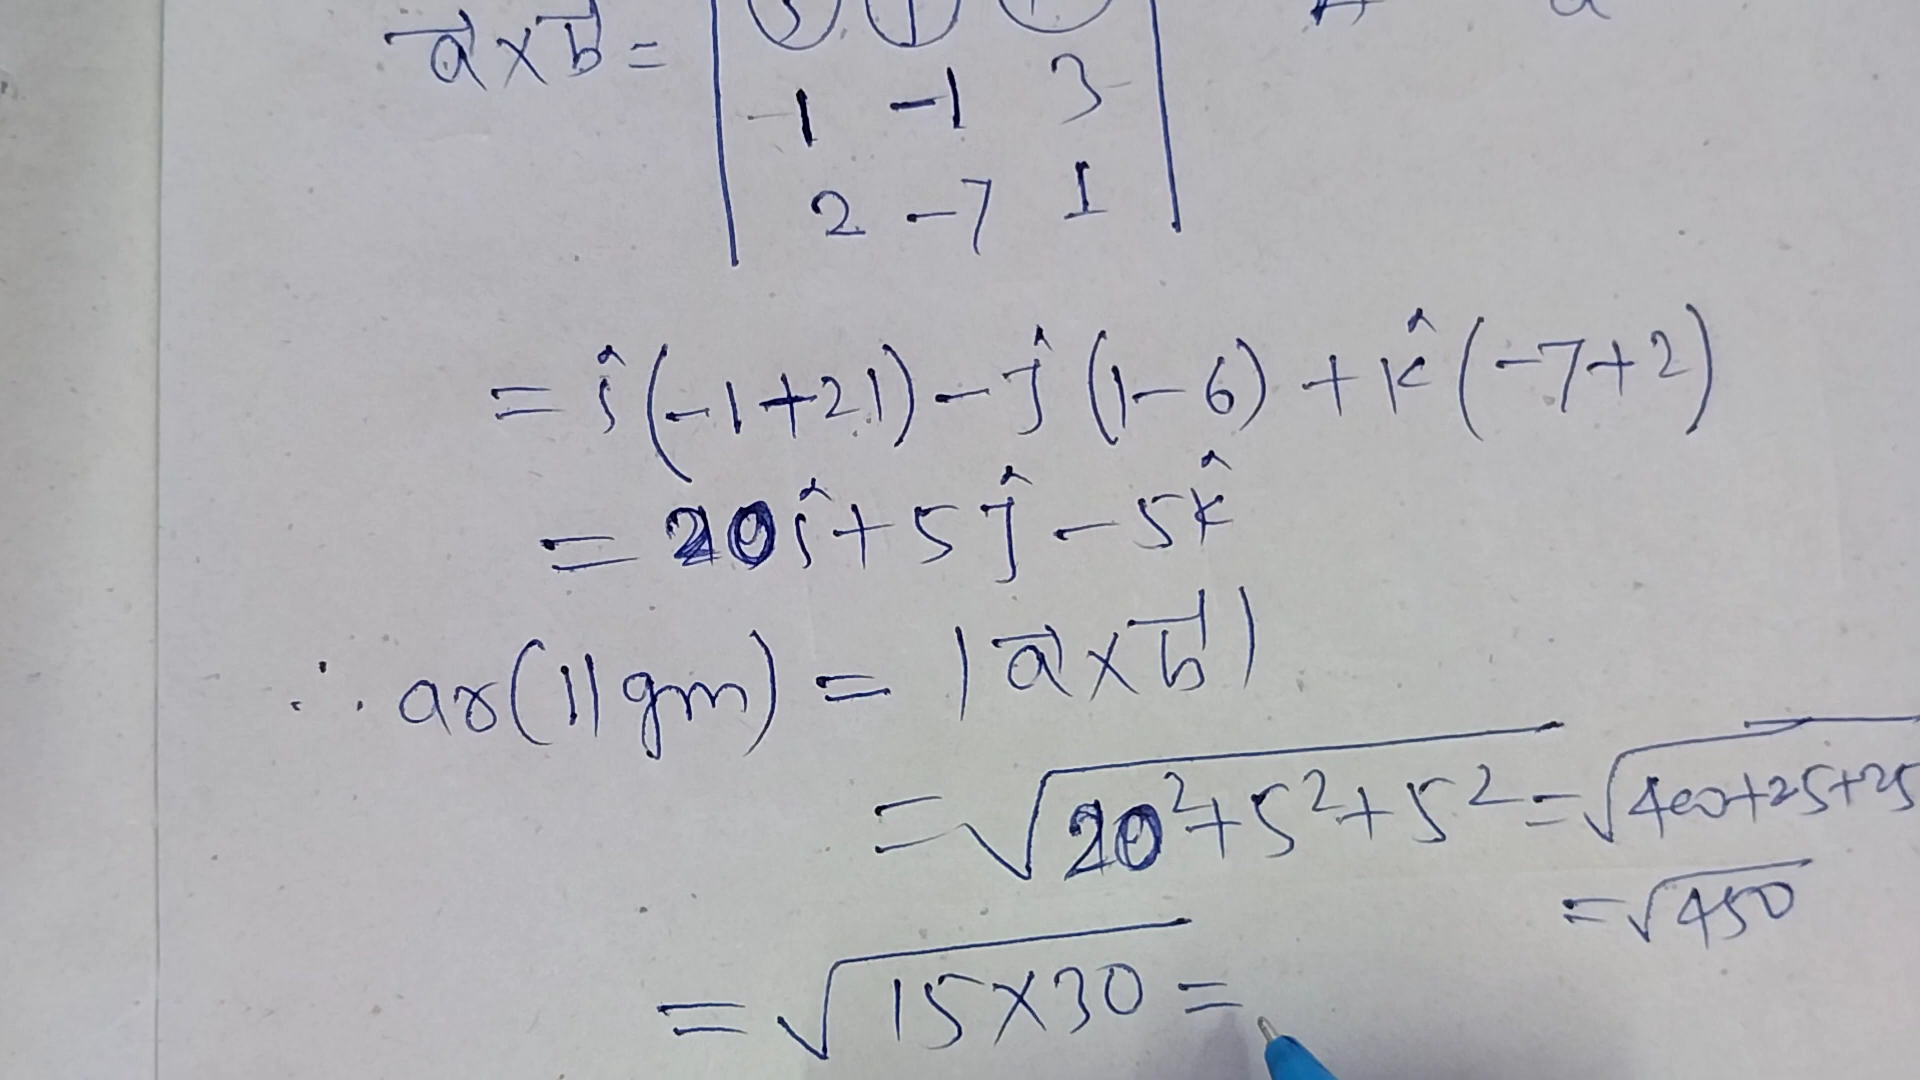 a⃗ × b⃗ = | î ĵ k̂ |
-1 -1 3
2 -7 1
= î (-1+21) - ĵ (1-6) + k̂ (-7+2)
= 20î + 5ĵ - 5k̂
∴ ar(||gm) = |a⃗ × b⃗|
= √(20² + 5² + 5²) = √(400+25+25
= √450
= √(15×30) =